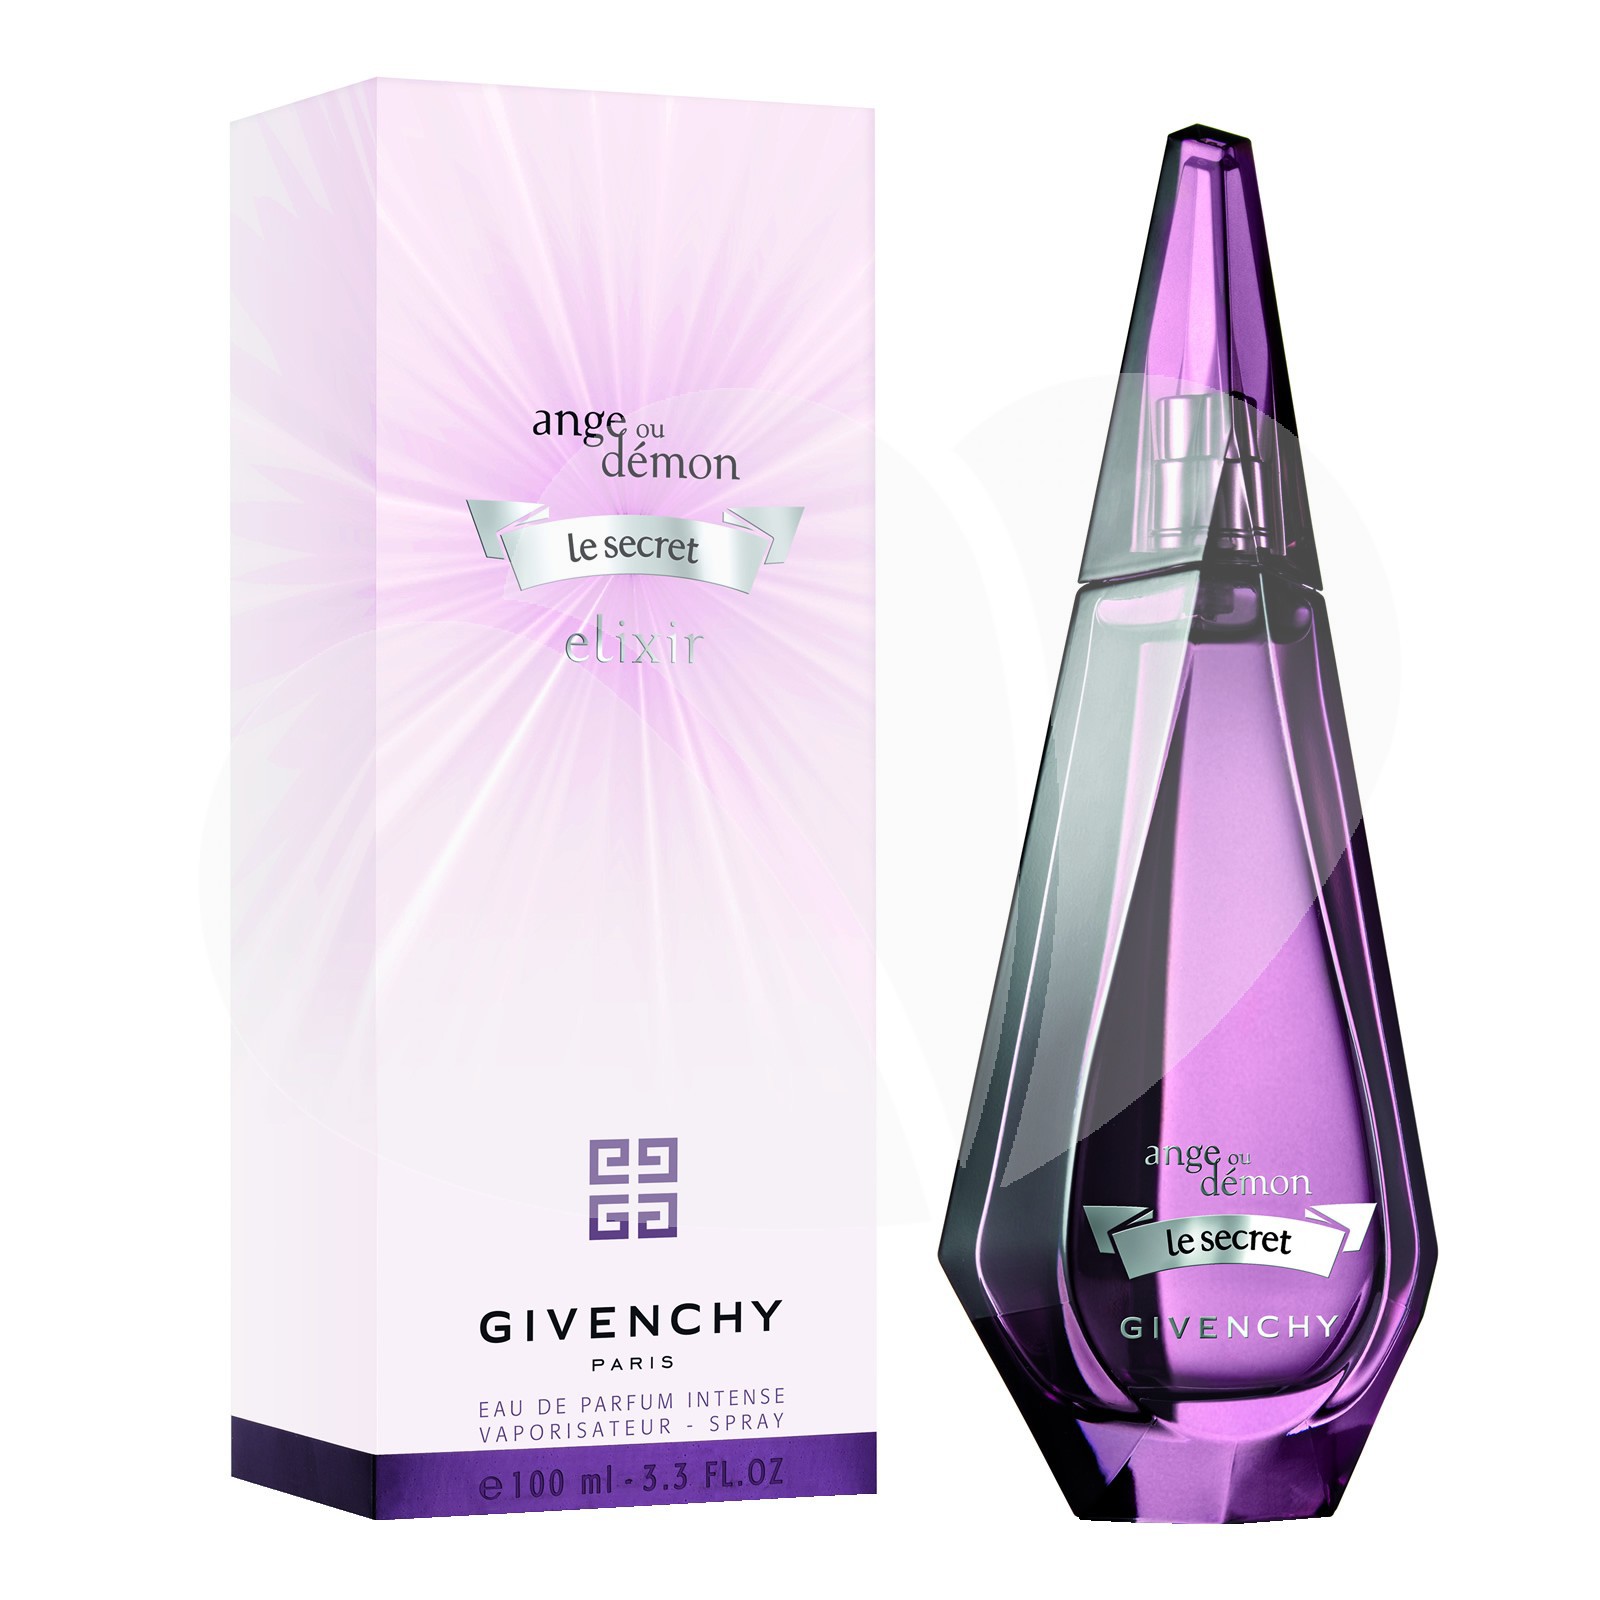 ange ou
démon
le secret
elixir
GIVENCHY
PARIS
EAU DE PARFUM INTENSE
VAPORISATEUR - SPRAY
e 100 ml - 3.3 FL.OZ
ange ou
démon
le secret
GIVENCHY